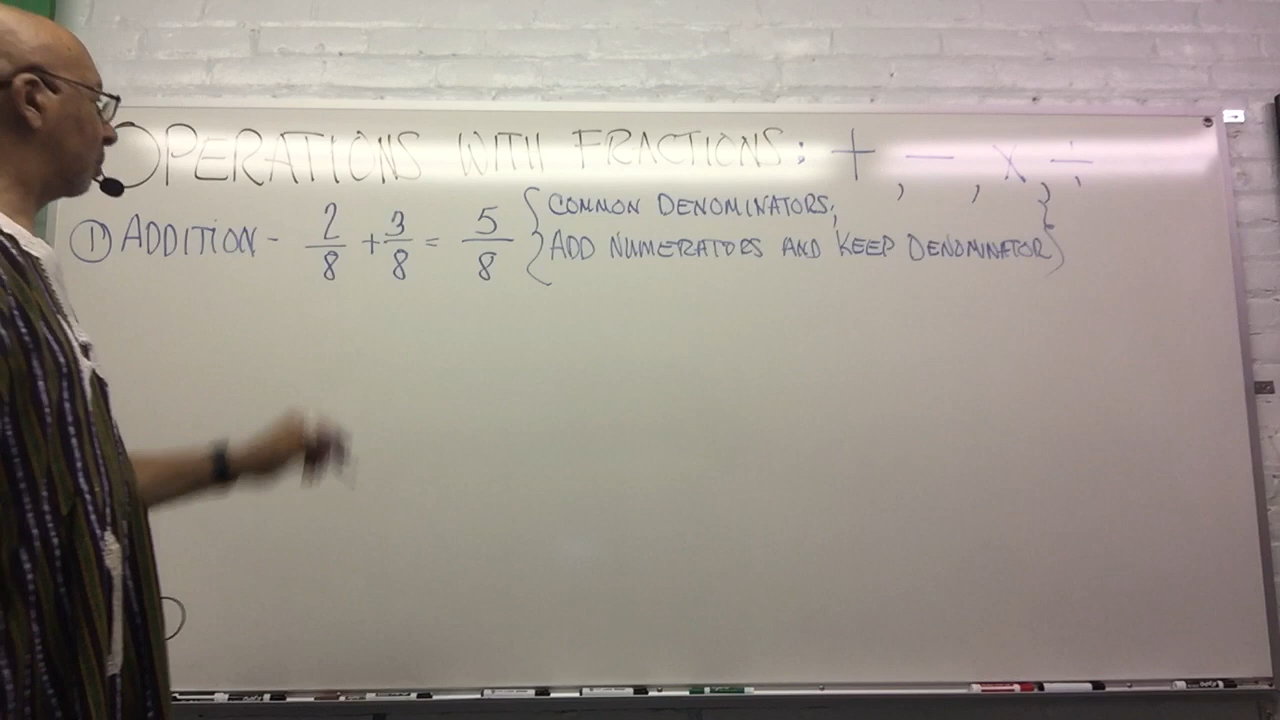 OPERATIONS WITH FRACTIONS: +, −, X, ÷
① ADDITION - 2/8 + 3/8 = 5/8 { COMMON DENOMINATORS;
ADD NUMERATORS AND KEEP DENOMINATOR }